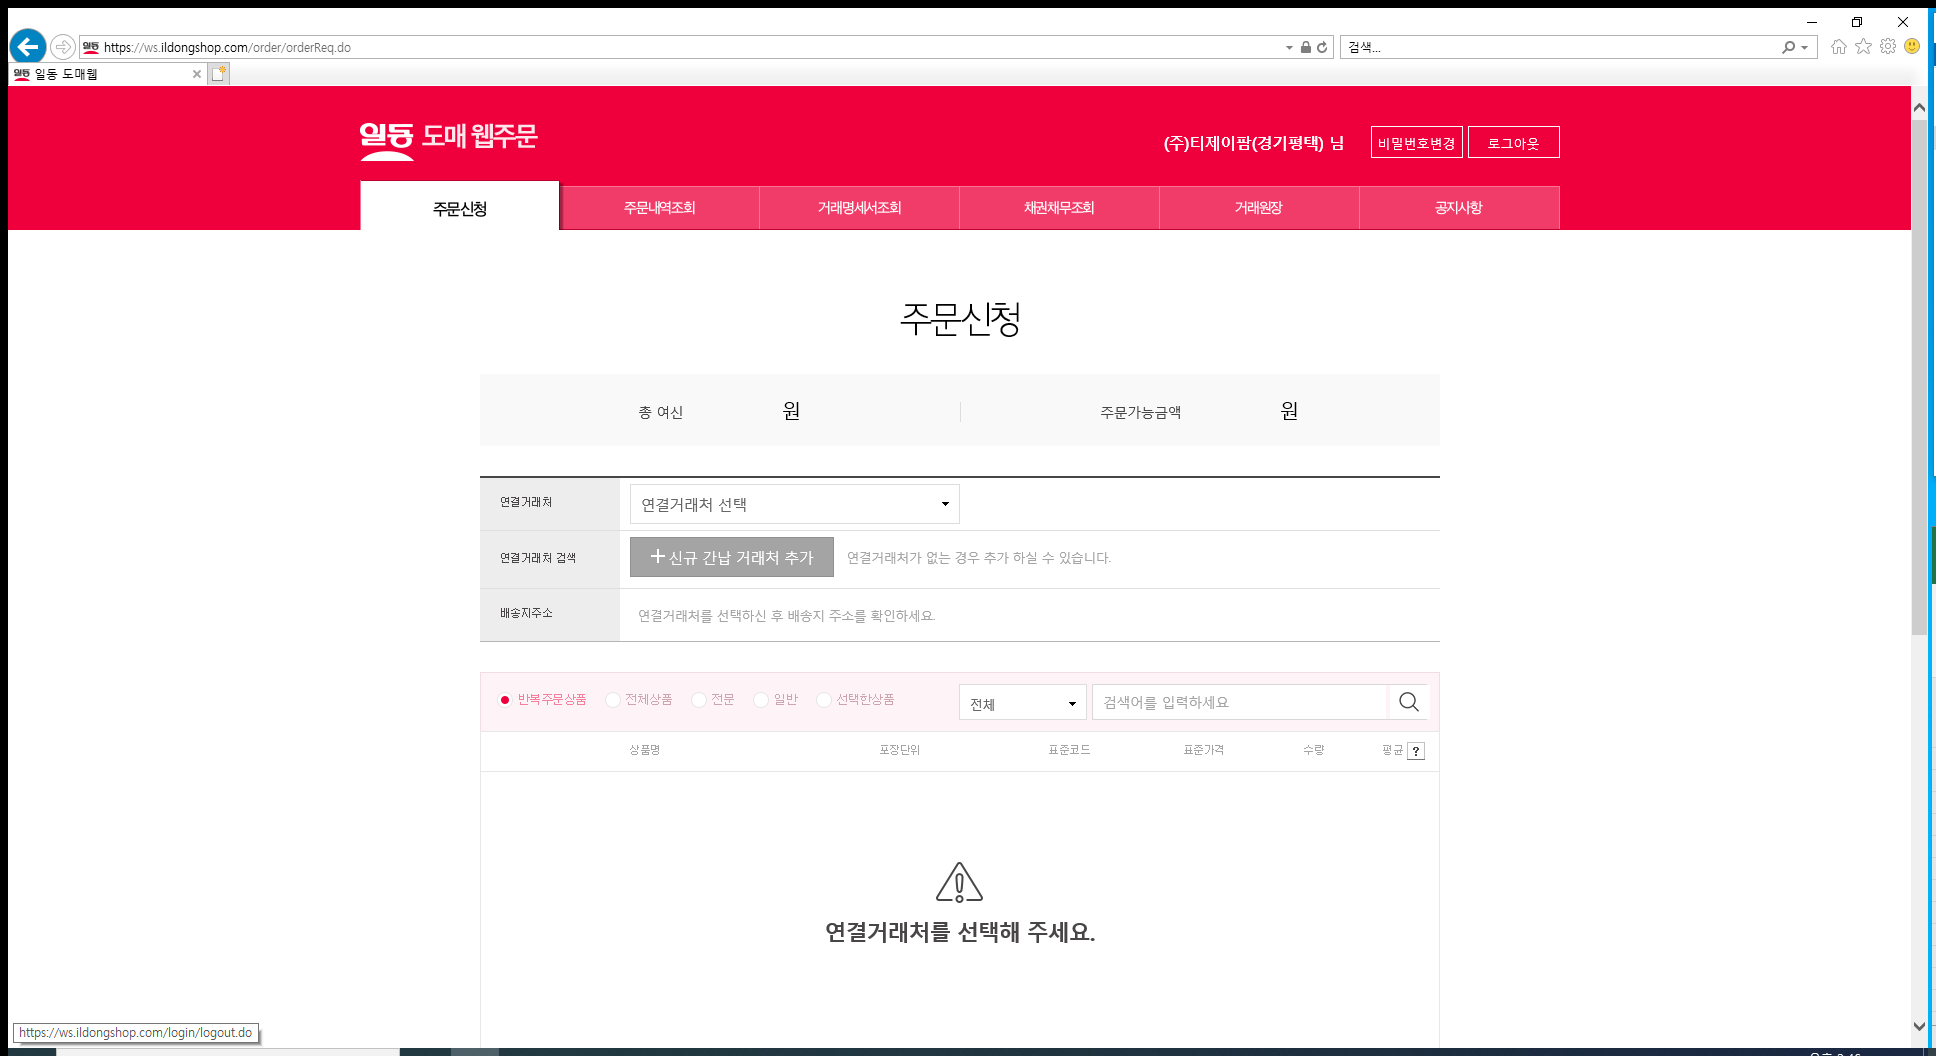 https://ws.ildongshop.com/order/orderReq.do
검색...
일동 도매웹
일동 도매 웹주문
(주)티제이팜(경기평택) 님
비밀번호변경
로그아웃
주문신청
주문내역조회
거래명세서조회
채권채무조회
거래원장
공지사항
주문신청
총 여신
원
주문가능금액
원
연결거래처
연결거래처 선택
연결거래처 검색
신규 간납 거래처 추가
연결거래처가 없는 경우 추가 하실 수 있습니다.
배송지주소
연결거래처를 선택하신 후 배송지 주소를 확인하세요.
반복주문상품
전체상품
전문
일반
선택한상품
전체
검색어를 입력하세요
상품명
포장단위
표준코드
표준가격
수량
평균 ?
연결거래처를 선택해 주세요.
https://ws.ildongshop.com/login/logout.do